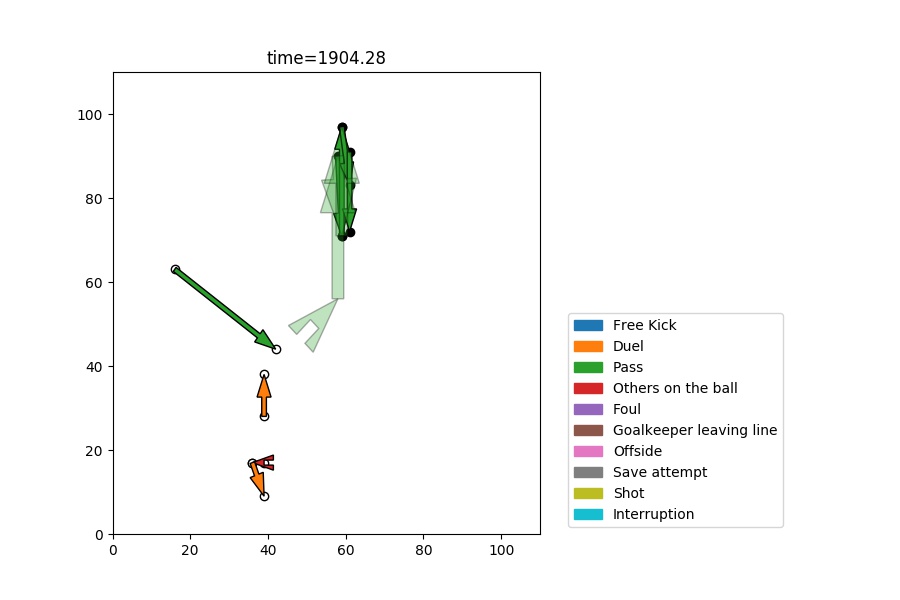 time=1904.28
100
80
60
40
20
0
0 20 40 60 80 100
Free Kick
Duel
Pass
Others on the ball
Foul
Goalkeeper leaving line
Offside
Save attempt
Shot
Interruption